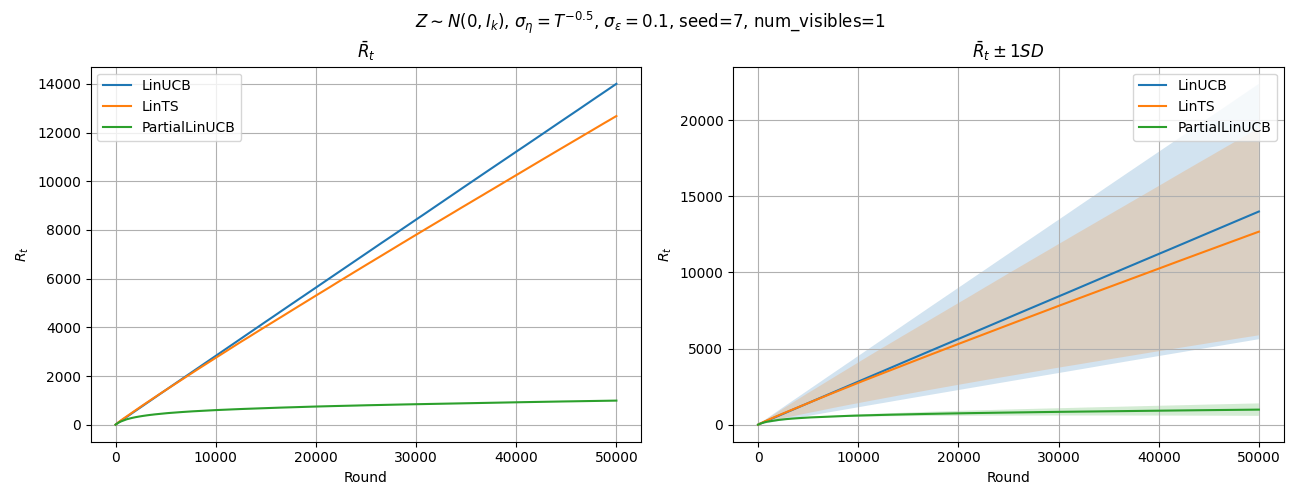 Z ∼ N(0, I_k), σ_η = T^{−0.5}, σ_ε = 0.1, seed=7, num_visibles=1
R̄_t
14000
12000
10000
8000
6000
4000
2000
0
R_t
LinUCB
LinTS
PartialLinUCB
0
10000
20000
30000
40000
50000
Round
R̄_t ± 1SD
20000
15000
10000
5000
0
R_t
LinUCB
LinTS
PartialLinUCB
0
10000
20000
30000
40000
50000
Round